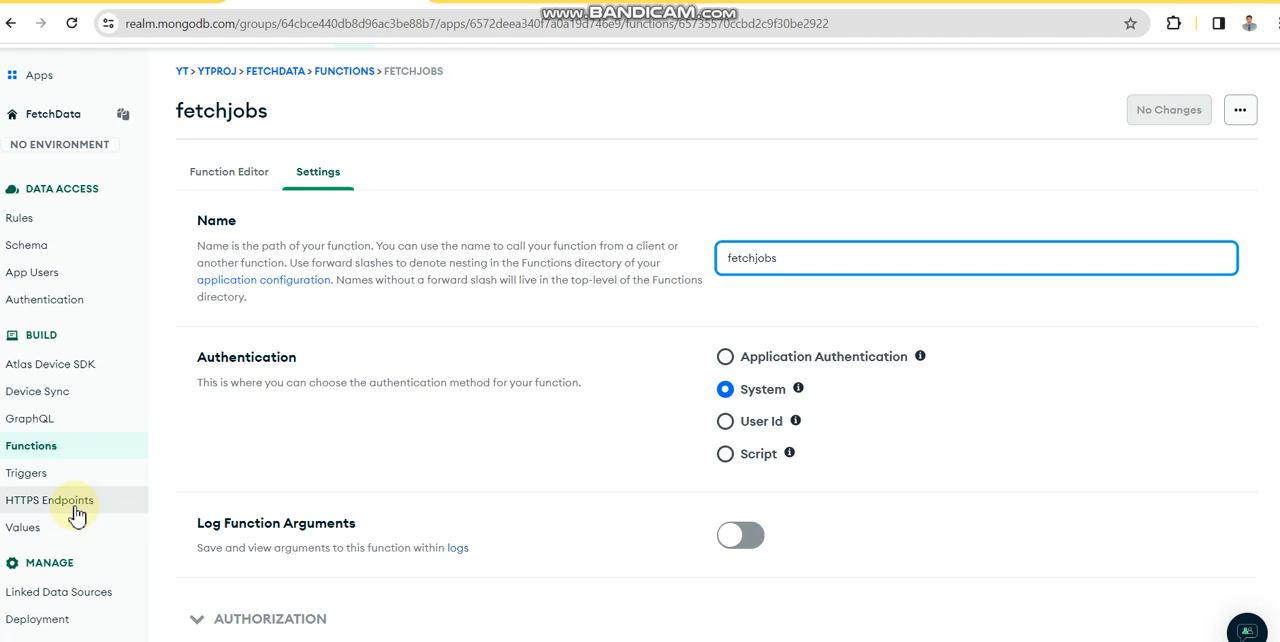 www.BANDICAM.com
realm.mongodb.com/groups/64cbce440db8d96ac3be88b7/apps/6572deea340f7a0a19d746e9/functions/65735570ccbd2c9f30be2922
Apps
FetchData
NO ENVIRONMENT
DATA ACCESS
Rules
Schema
App Users
Authentication
BUILD
Atlas Device SDK
Device Sync
GraphQL
Functions
Triggers
HTTPS Endpoints
Values
MANAGE
Linked Data Sources
Deployment
YT > YTPROJ > FETCHDATA > FUNCTIONS > FETCHJOBS
fetchjobs
No Changes
Function Editor
Settings
Name
Name is the path of your function. You can use the name to call your function from a client or
another function. Use forward slashes to denote nesting in the Functions directory of your
application configuration. Names without a forward slash will live in the top-level of the Functions
directory.
fetchjobs
Authentication
This is where you can choose the authentication method for your function.
Application Authentication
System
User Id
Script
Log Function Arguments
Save and view arguments to this function within logs
AUTHORIZATION